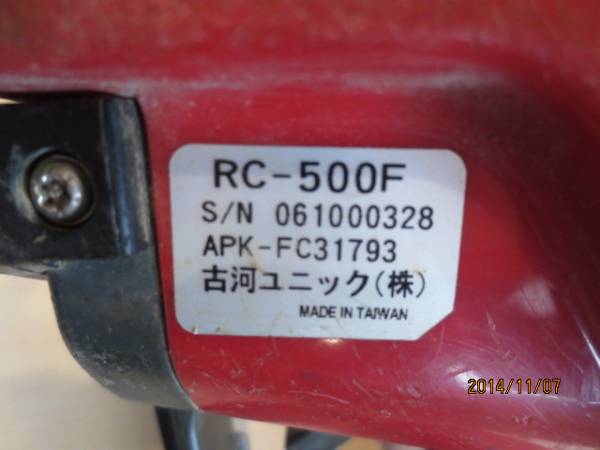 RC-500F
S/N 061000328
APK-FC31793
古河ユニック(株)
MADE IN TAIWAN
2014/11/07